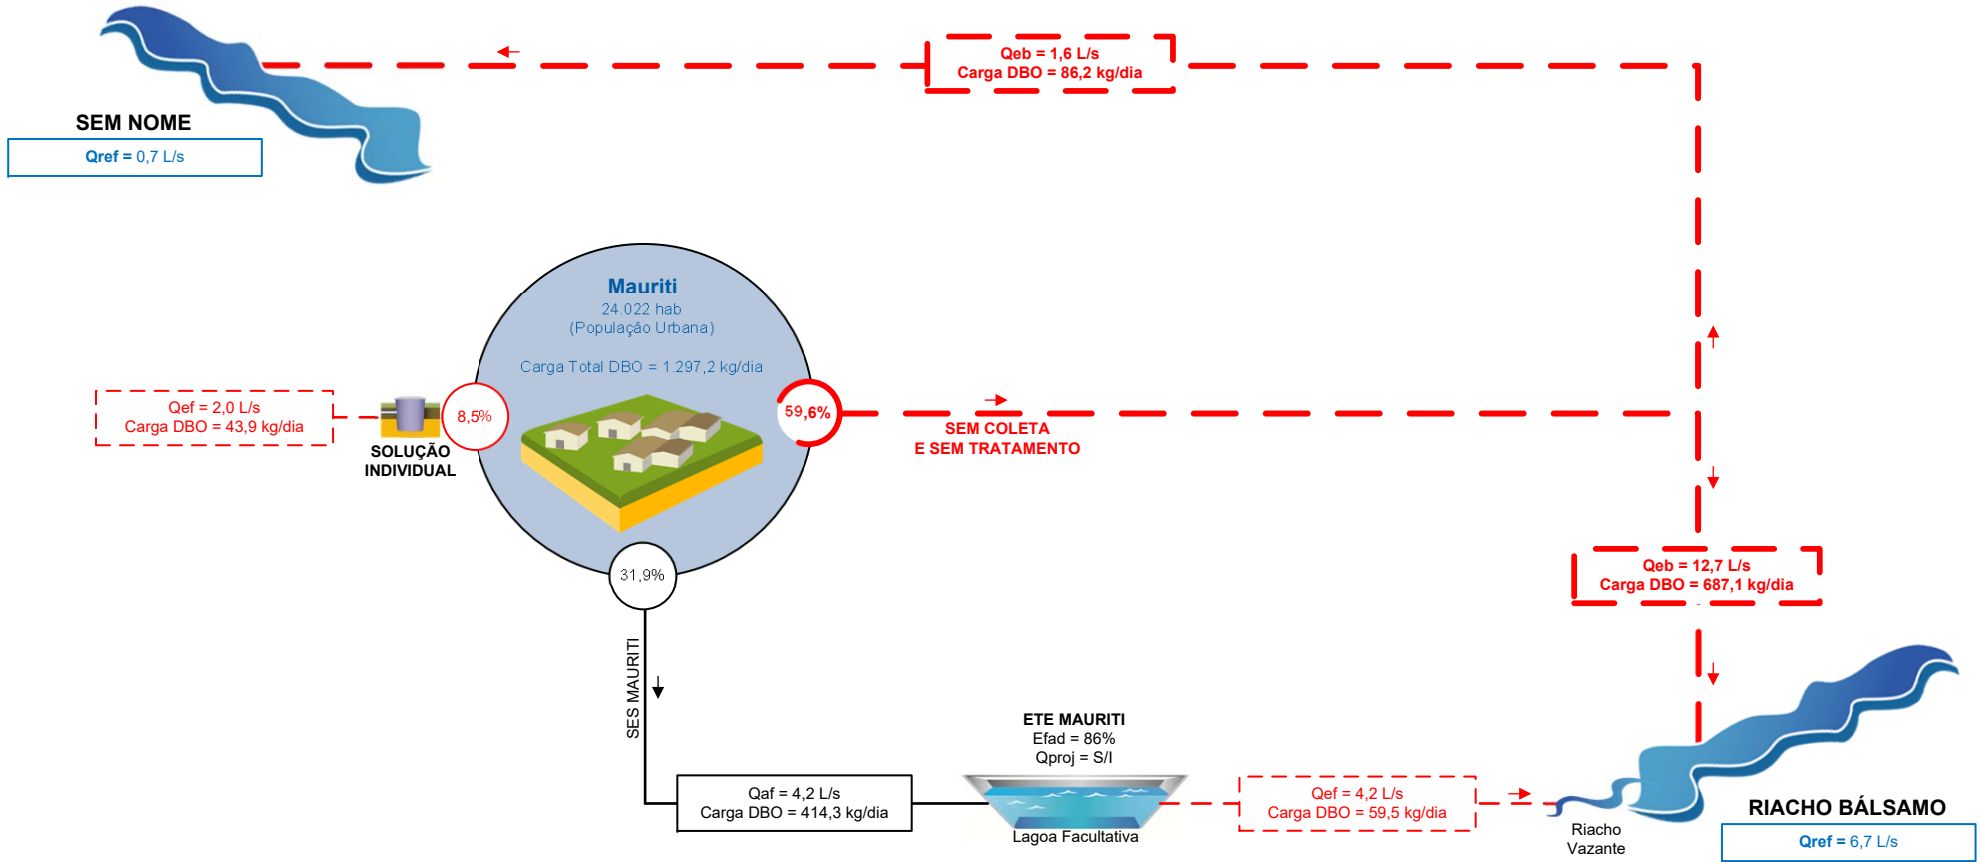 Qeb = 1,6 L/s
Carga DBO = 86,2 kg/dia
SEM NOME
Qref = 0,7 L/s
Mauriti
24.022 hab
(População Urbana)
Carga Total DBO = 1.297,2 kg/dia
Qef = 2,0 L/s
Carga DBO = 43,9 kg/dia
SOLUÇÃO
INDIVIDUAL
8,5%
59,6%
SEM COLETA
E SEM TRATAMENTO
31,9%
Qeb = 12,7 L/s
Carga DBO = 687,1 kg/dia
SES MAURITI
ETE MAURITI
Efad = 86%
Qproj = S/I
Qaf = 4,2 L/s
Carga DBO = 414,3 kg/dia
Lagoa Facultativa
Qef = 4,2 L/s
Carga DBO = 59,5 kg/dia
Riacho
Vazante
RIACHO BÁLSAMO
Qref = 6,7 L/s